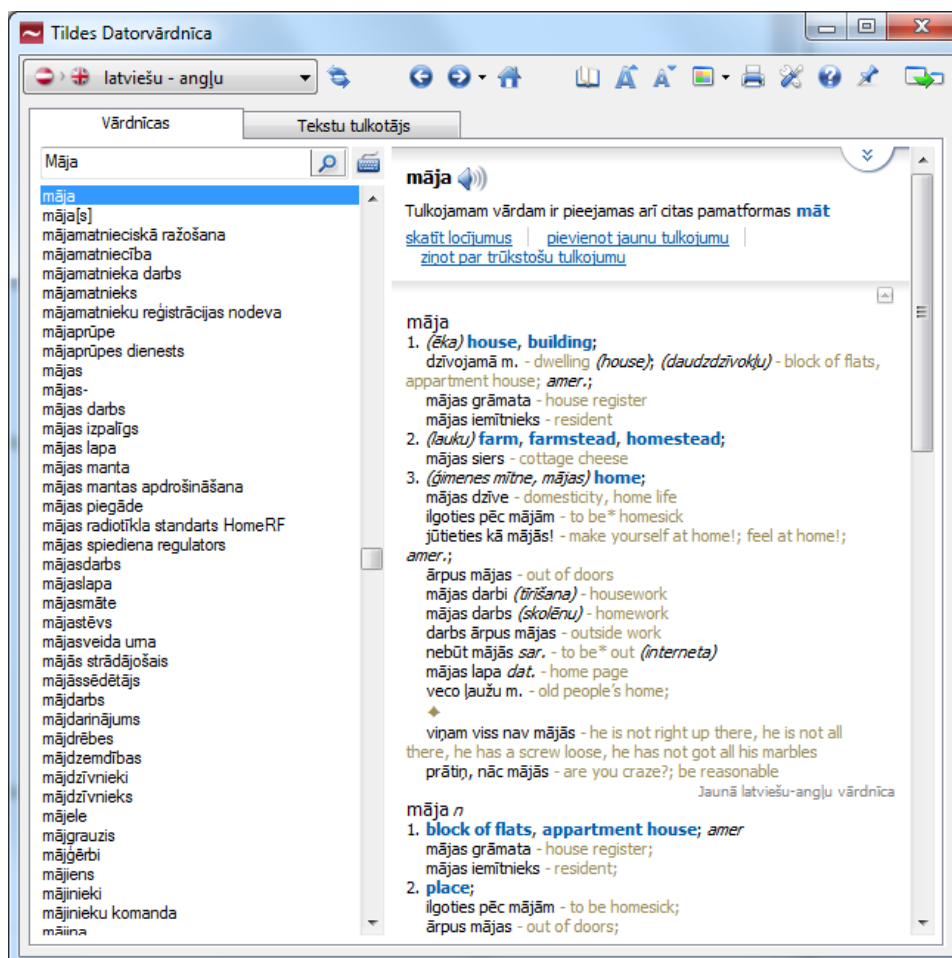 Tildes Datorvārdnīca
latviešu - angļu
Vārdnīcas
Tekstu tulkotājs
Māja
māja
māja[s]
mājamatnieciskā ražošana
mājamatniecība
mājamatnieka darbs
mājamatnieks
mājamatnieku reģistrācijas nodeva
mājaprūpe
mājaprūpes dienests
mājas
mājas-
mājas darbs
mājas izpalīgs
mājas lapa
mājas manta
mājas mantas apdrošināšana
mājas piegāde
mājas radiotīkla standarts HomeRF
mājas spiediena regulators
mājasdarbs
mājaslapa
mājasmāte
mājastēvs
mājasveida urna
mājās strādājošais
mājāssēdētājs
mājdarbs
mājdarinājums
mājdrēbes
mājdzemdības
mājdzīvnieki
mājdzīvnieks
mājele
mājgrauzis
mājģērbi
mājiens
mājinieki
mājinieku komanda
mājiņa
māja
Tulkojamam vārdam ir pieejamas arī citas pamatformas māt
skatīt locījumus
pievienot jaunu tulkojumu
ziņot par trūkstošu tulkojumu
māja
1. (ēka) house, building;
dzīvojamā m. - dwelling (house); (daudzdzīvokļu) - block of flats,
appartment house; amer.;
mājas grāmata - house register
mājas iemītnieks - resident
2. (lauku) farm, farmstead, homestead;
mājas siers - cottage cheese
3. (ģimenes mītne, mājas) home;
mājas dzīve - domesticity, home life
ilgoties pēc mājām - to be* homesick
jūtieties kā mājās! - make yourself at home!; feel at home!;
amer.;
ārpus mājas - out of doors
mājas darbi (tīrīšana) - housework
mājas darbs (skolēnu) - homework
darbs ārpus mājas - outside work
nebūt mājās sar. - to be* out (interneta)
mājas lapa dat. - home page
veco ļaužu m. - old people's home;
viņam viss nav mājās - he is not right up there, he is not all
there, he has a screw loose, he has not got all his marbles
prātiņ, nāc mājās - are you craze?; be reasonable
Jaunā latviešu-angļu vārdnīca
māja n
1. block of flats, appartment house; amer
mājas grāmata - house register;
mājas iemītnieks - resident;
2. place;
ilgoties pēc mājām - to be homesick;
ārpus mājas - out of doors;